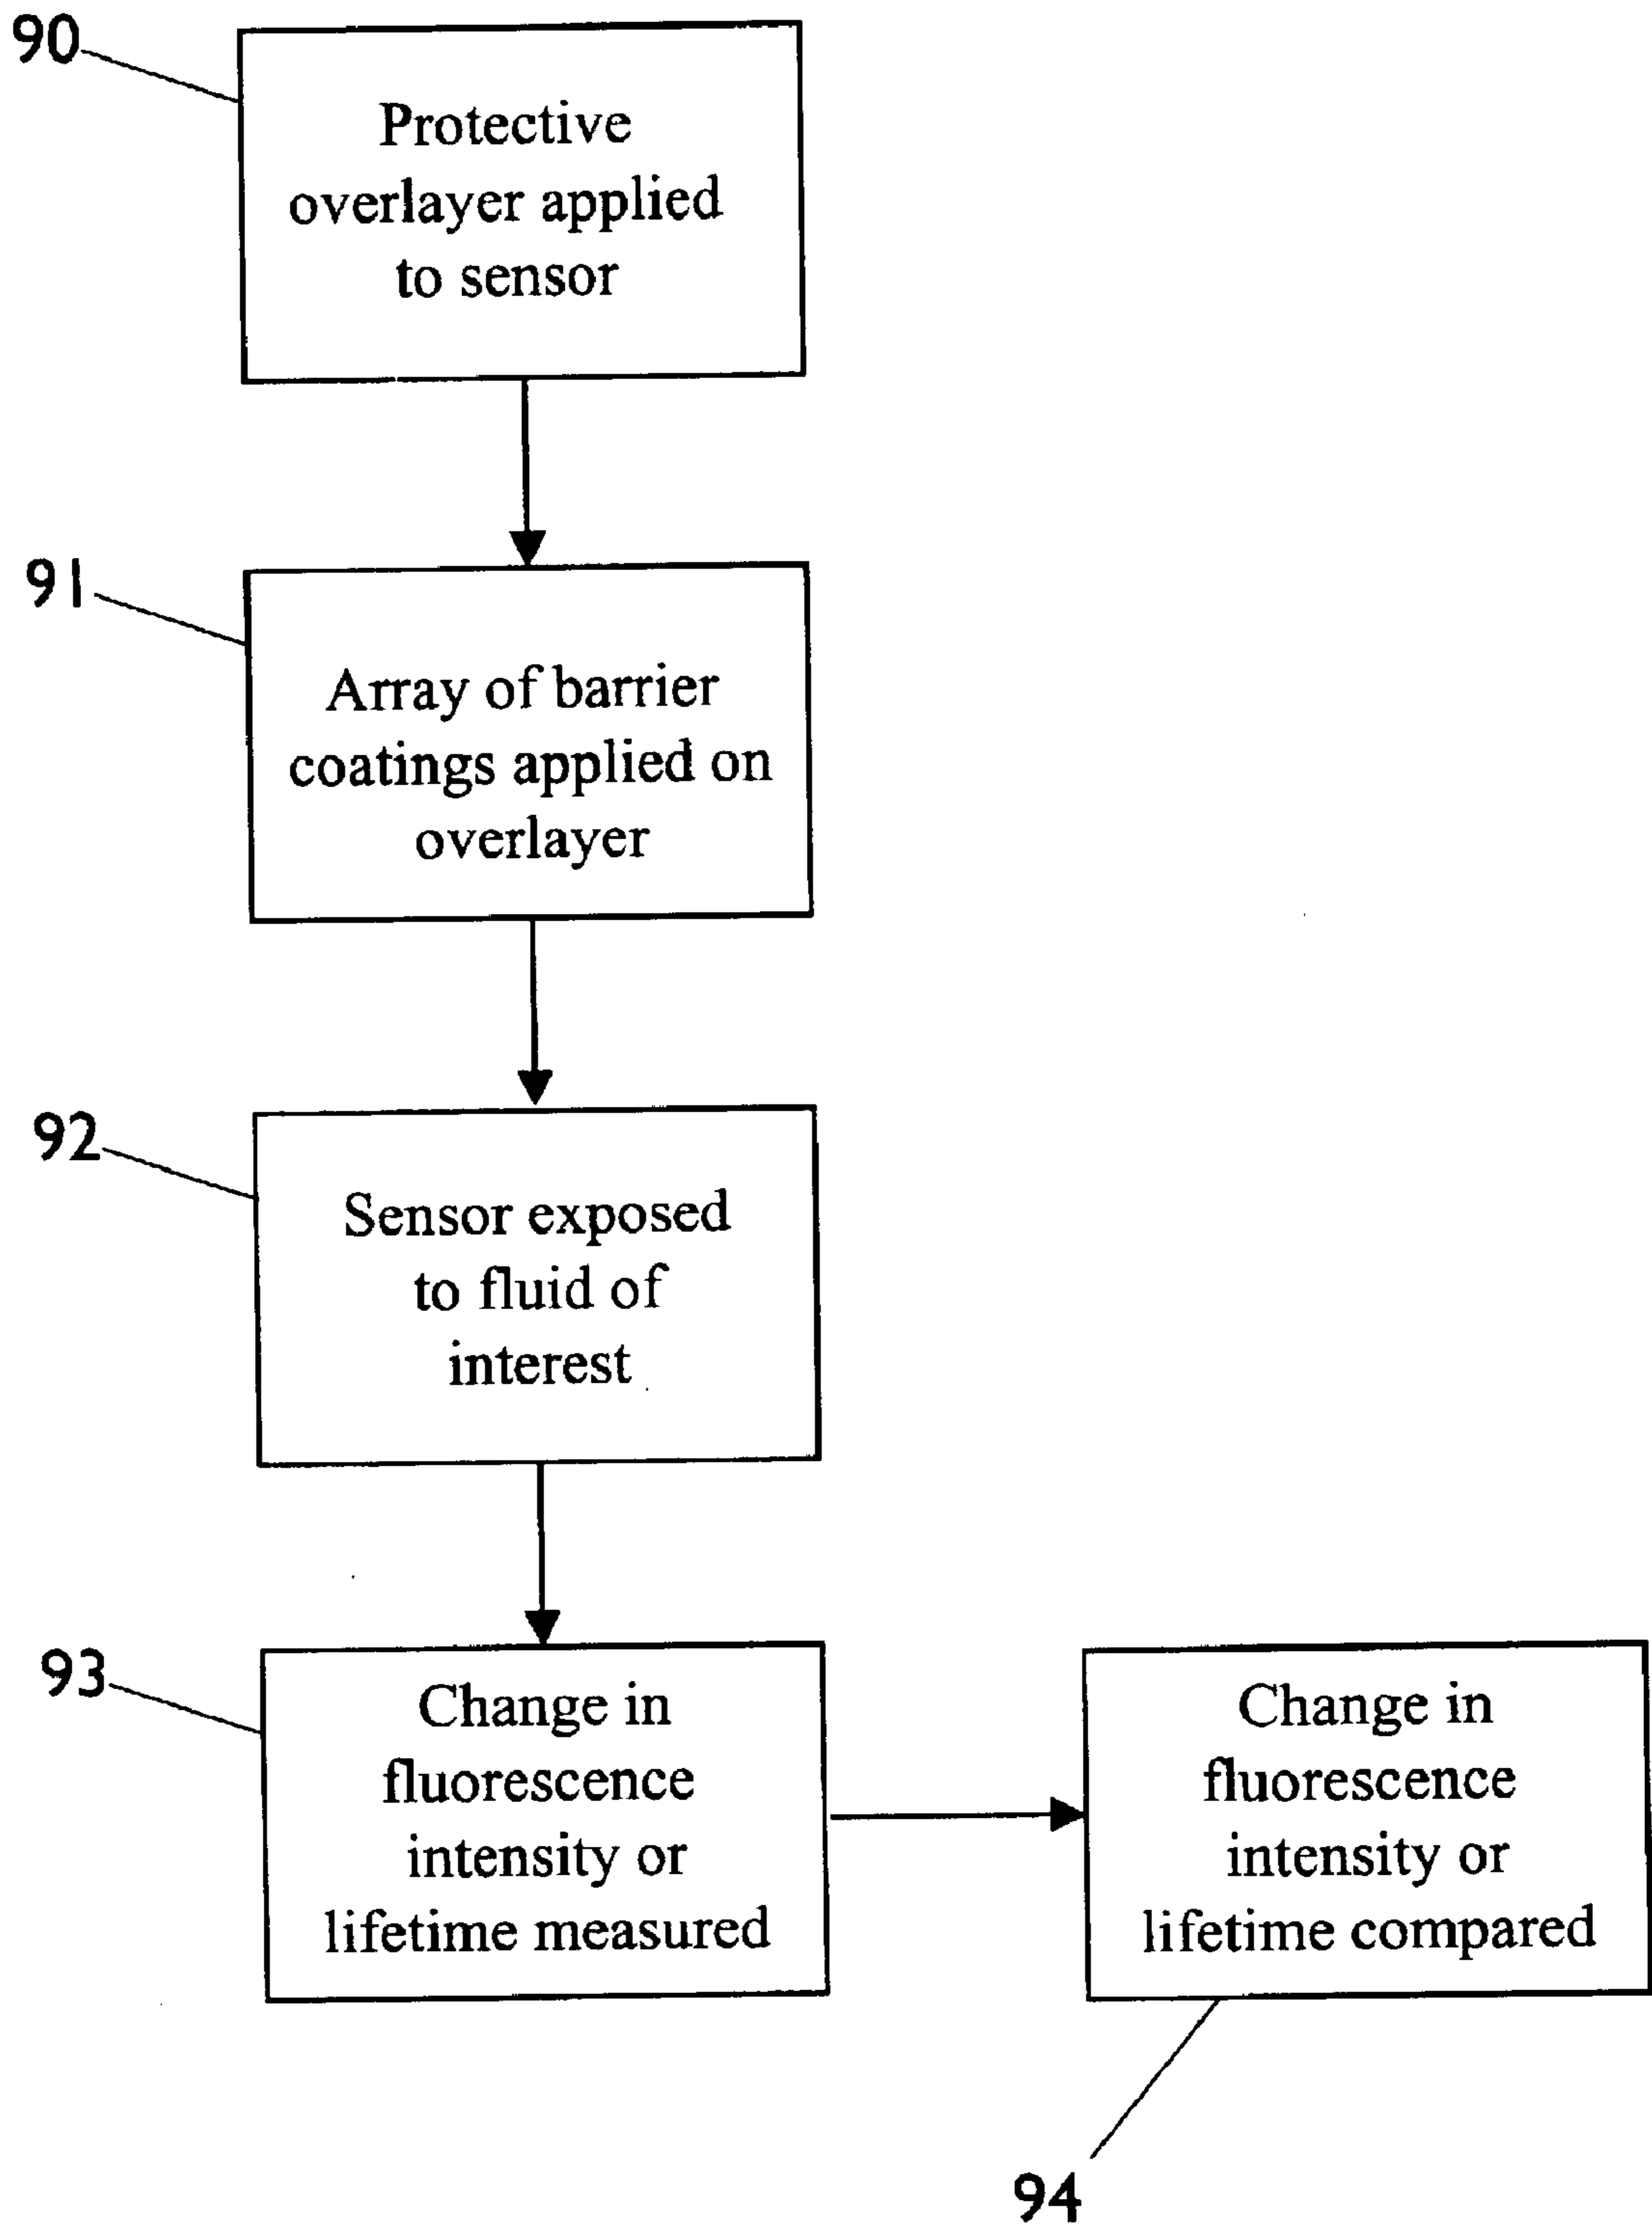 90
Protective
overlayer applied
to sensor
91
Array of barrier
coatings applied on
overlayer
92
Sensor exposed
to fluid of
interest
93
Change in
fluorescence
intensity or
lifetime measured
Change in
fluorescence
intensity or
lifetime compared
94